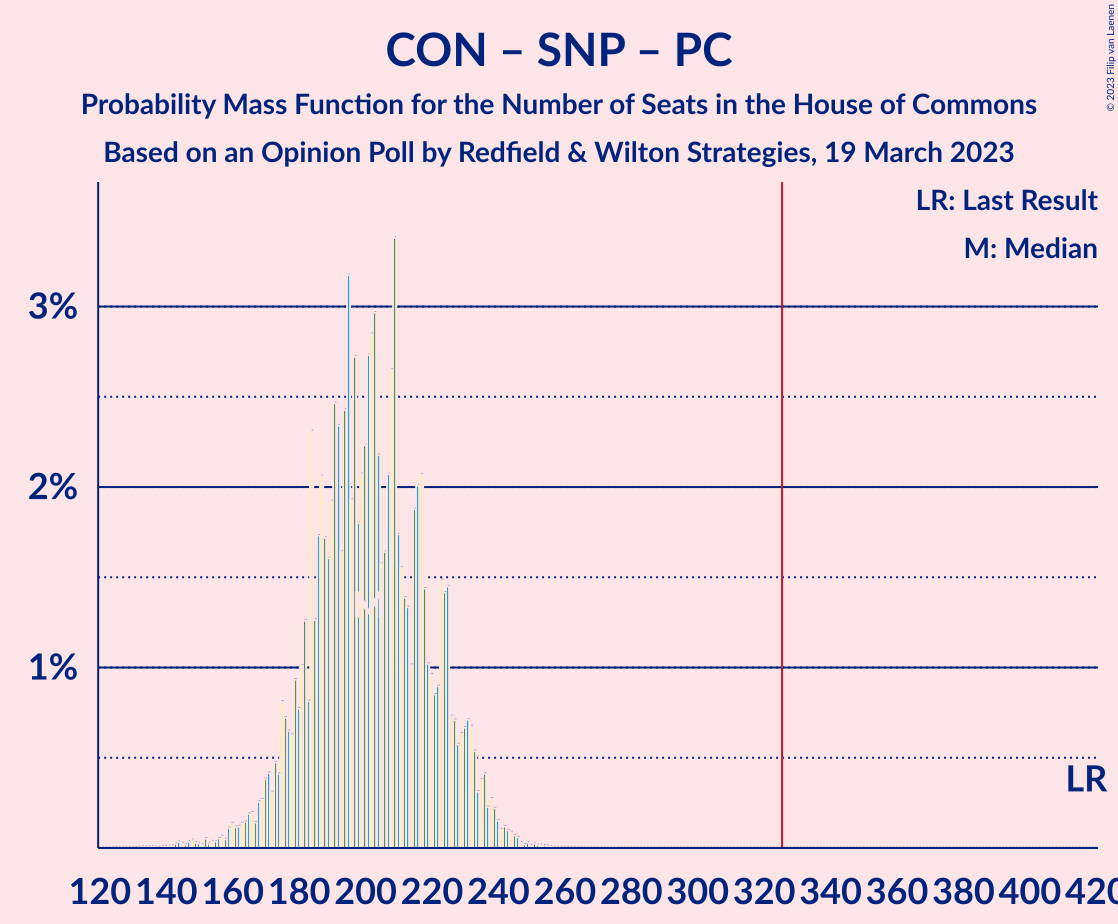 CON – SNP – PC
Probability Mass Function for the Number of Seats in the House of Commons
Based on an Opinion Poll by Redfield & Wilton Strategies, 19 March 2023
© 2023 Filip van Laenen
LR: Last Result
M: Median
3%
2%
1%
LR
120 140 160 180 200 220 240 260 280 300 320 340 360 380 400 420